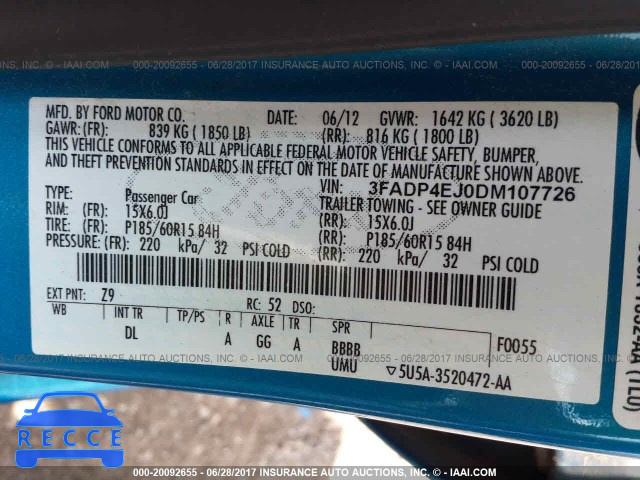 000-20092655 - 06/28/2017 - INSURANCE AUTO AUCTIONS, INC. - © - IAAI.COM
MFD. BY FORD MOTOR CO. DATE: 06/12 GVWR: 1642 KG ( 3620 LB)
GAWR: (FR): 839 KG ( 1850 LB) (RR): 816 KG ( 1800 LB)
THIS VEHICLE CONFORMS TO ALL APPLICABLE FEDERAL MOTOR VEHICLE SAFETY, BUMPER,
AND THEFT PREVENTION STANDARDS IN EFFECT ON THE DATE OF MANUFACTURE SHOWN ABOVE.
VIN: 3FADP4EJ0DM107726
TYPE: Passenger Car TRAILER TOWING - SEE OWNER GUIDE
RIM: (FR): 15X6.0J (RR): 15X6.0J
TIRE: (FR): P185/60R15 84H (RR): P185/60R15 84H
PRESSURE: (FR): 220 kPa/ 32 PSI COLD (RR): 220 kPa/ 32 PSI COLD
EXT PNT: Z9 RC: 52 DSO:
WB INT TR TP/PS R AXLE TR SPR F0055
DL A GG A BBBB
UMU ▽5U5A-3520472-AA
000-20092655 - 06/28/2017 - INSURANCE AUTO AUCTIONS, INC. - © - IAAI.COM